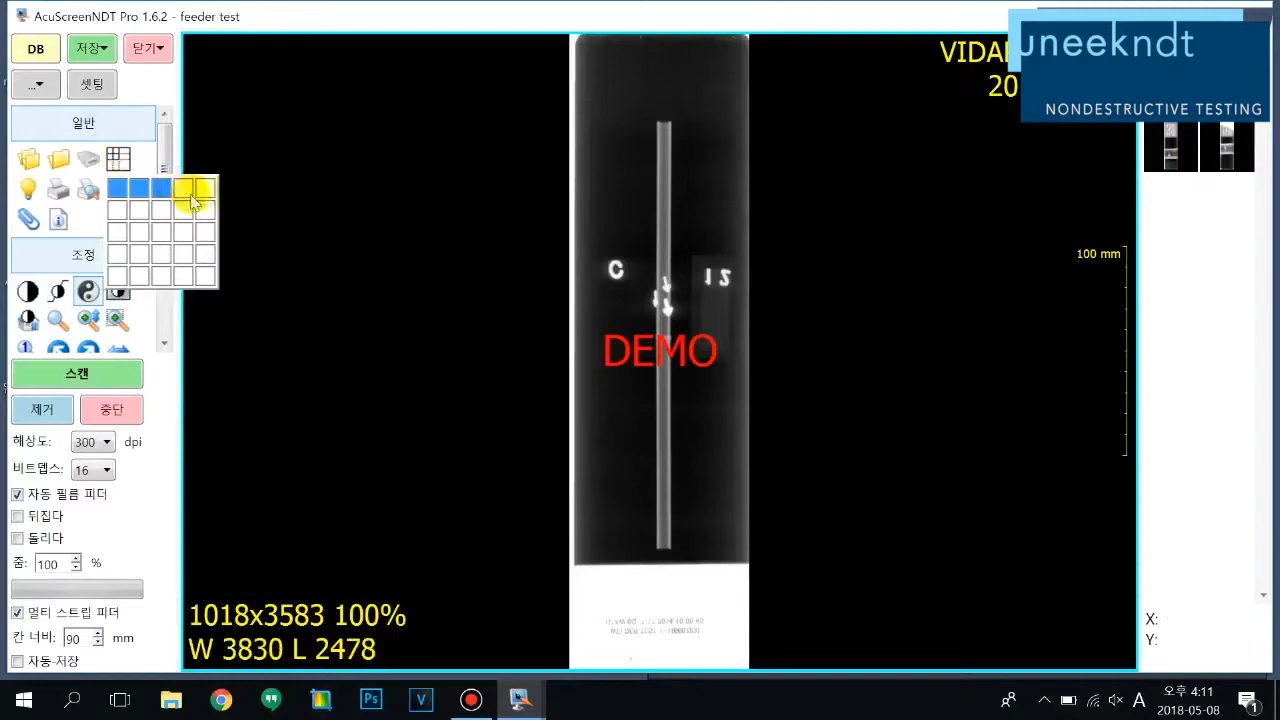 AcuScreenNDT Pro 1.6.2 - feeder test
DB
저장
닫기
...
셋팅
일반
조정
스캔
제거
중단
해상도:
300
dpi
비트뎁스:
16
자동 필름 피더
뒤집다
돌리다
줌:
100
%
멀티 스트립 피더
칸 너비:
90
mm
자동-저장
VIDA
20
uneekndt
NONDESTRUCTIVE TESTING
C
12
DEMO
100 mm
1018x3583 100%
W 3830 L 2478
X:
Y:
Ps
V
A
오후 4:11
2018-05-08
1